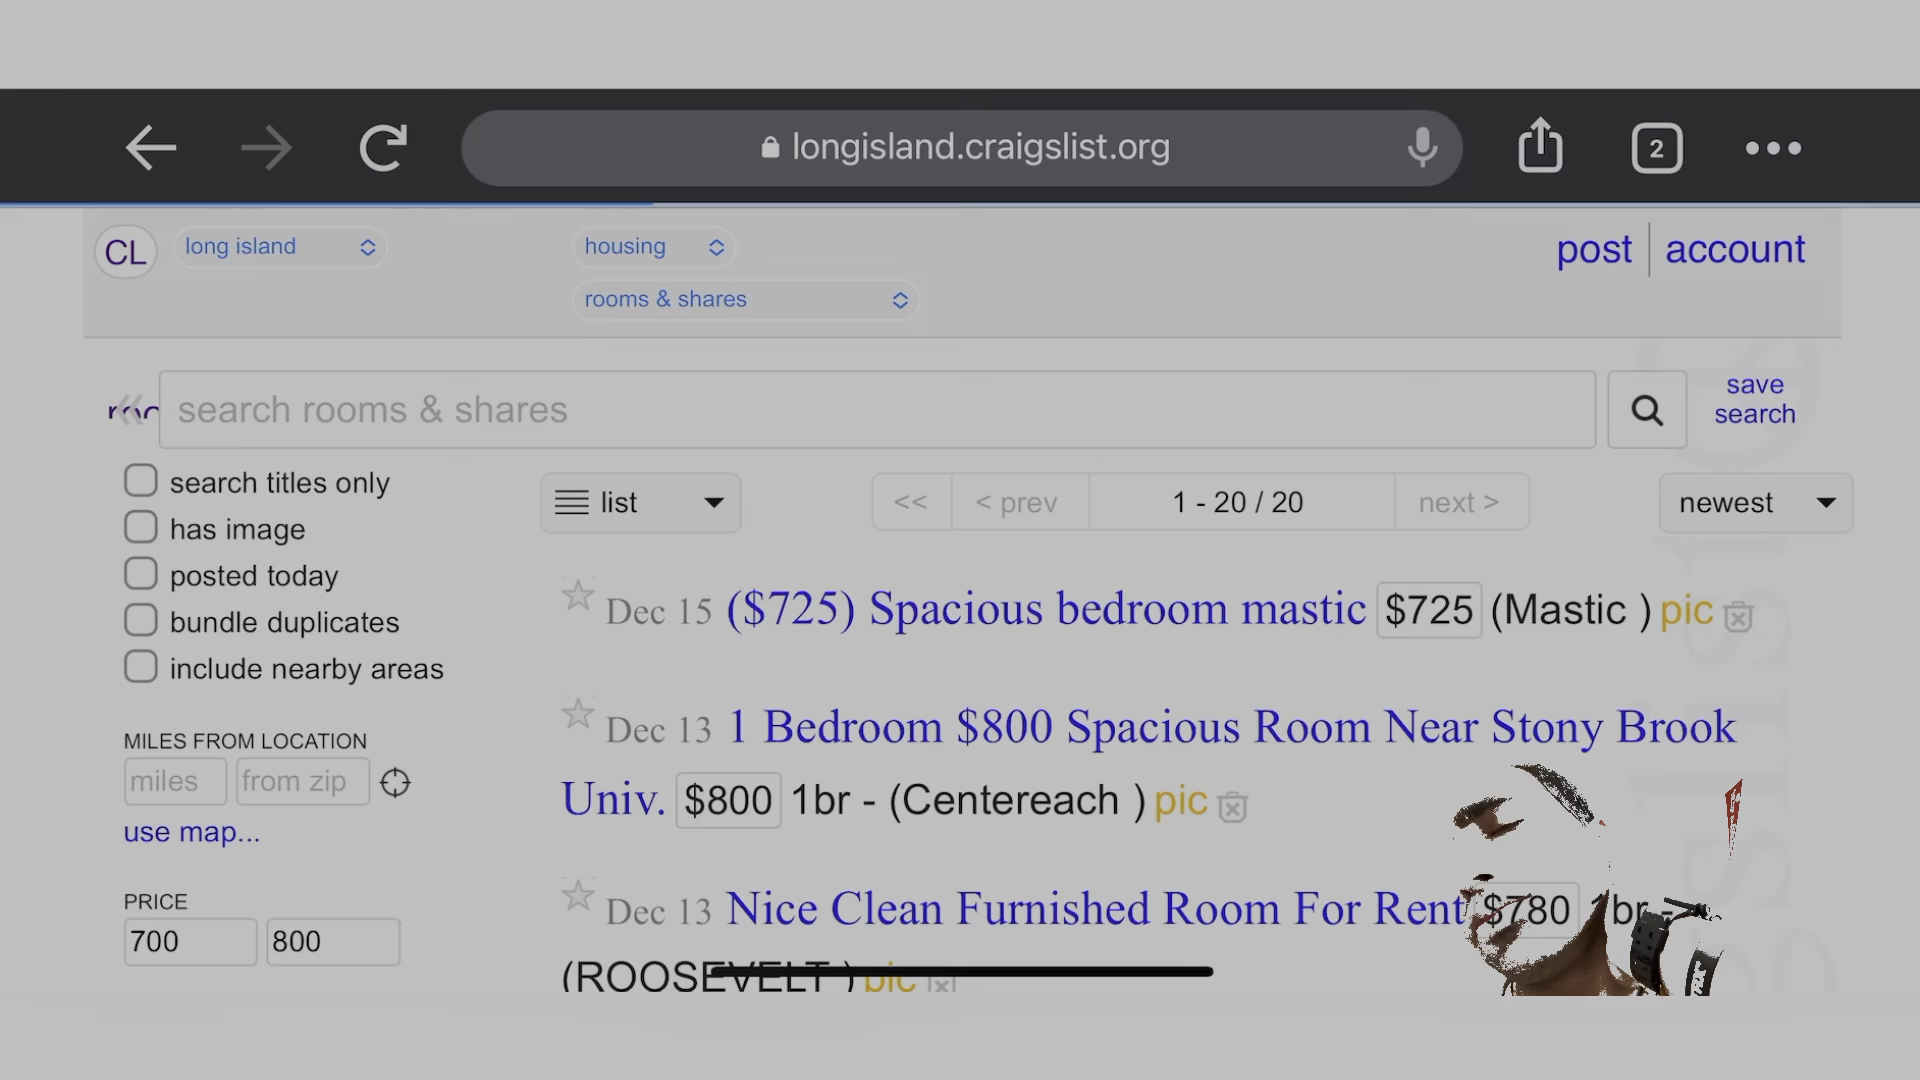 longisland.craigslist.org
2
CL long island housing post account
rooms & shares
search rooms & shares
save
search
search titles only
has image
posted today
bundle duplicates
include nearby areas
MILES FROM LOCATION
miles from zip
use map...
PRICE
700 800
list << < prev 1 - 20 / 20 next > newest
Dec 15 ($725) Spacious bedroom mastic $725 (Mastic ) pic
Dec 13 1 Bedroom $800 Spacious Room Near Stony Brook
Univ. $800 1br - (Centereach ) pic
Dec 13 Nice Clean Furnished Room For Rent $780 1br -
(ROOSEVELT ) pic